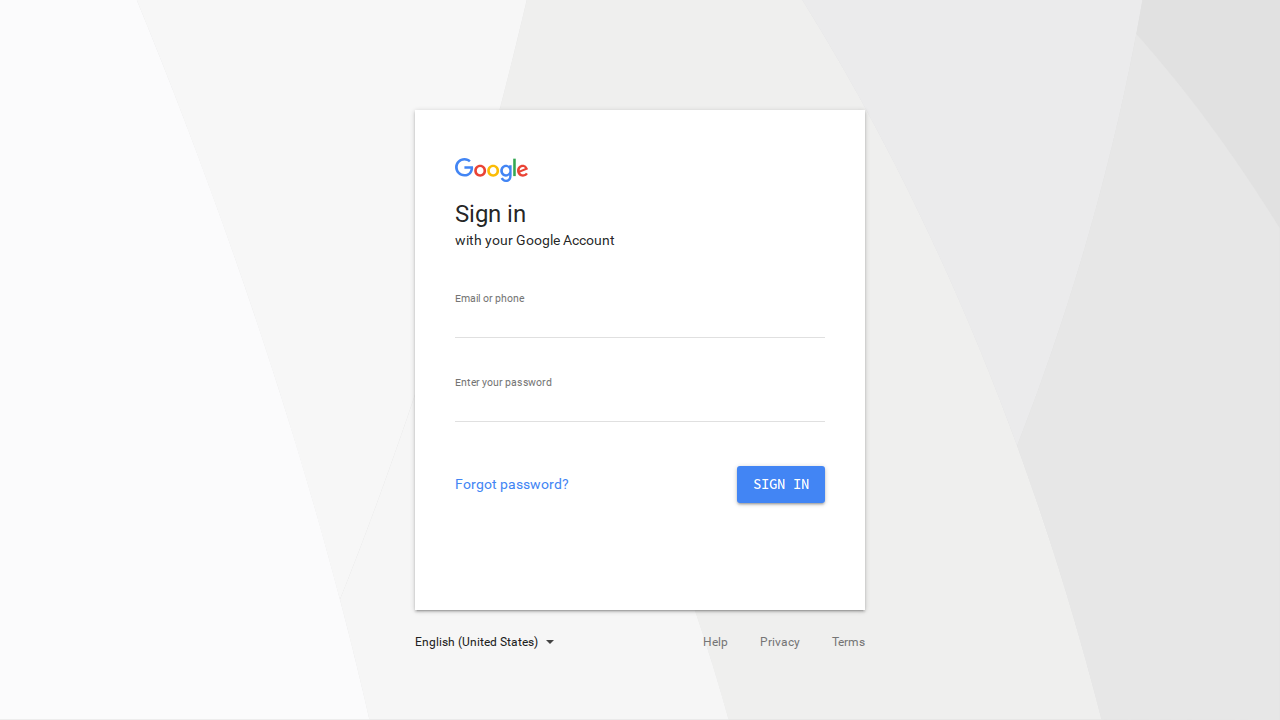 Google
Sign in
with your Google Account
Email or phone
Enter your password
Forgot password?
SIGN IN
English (United States)
Help
Privacy
Terms